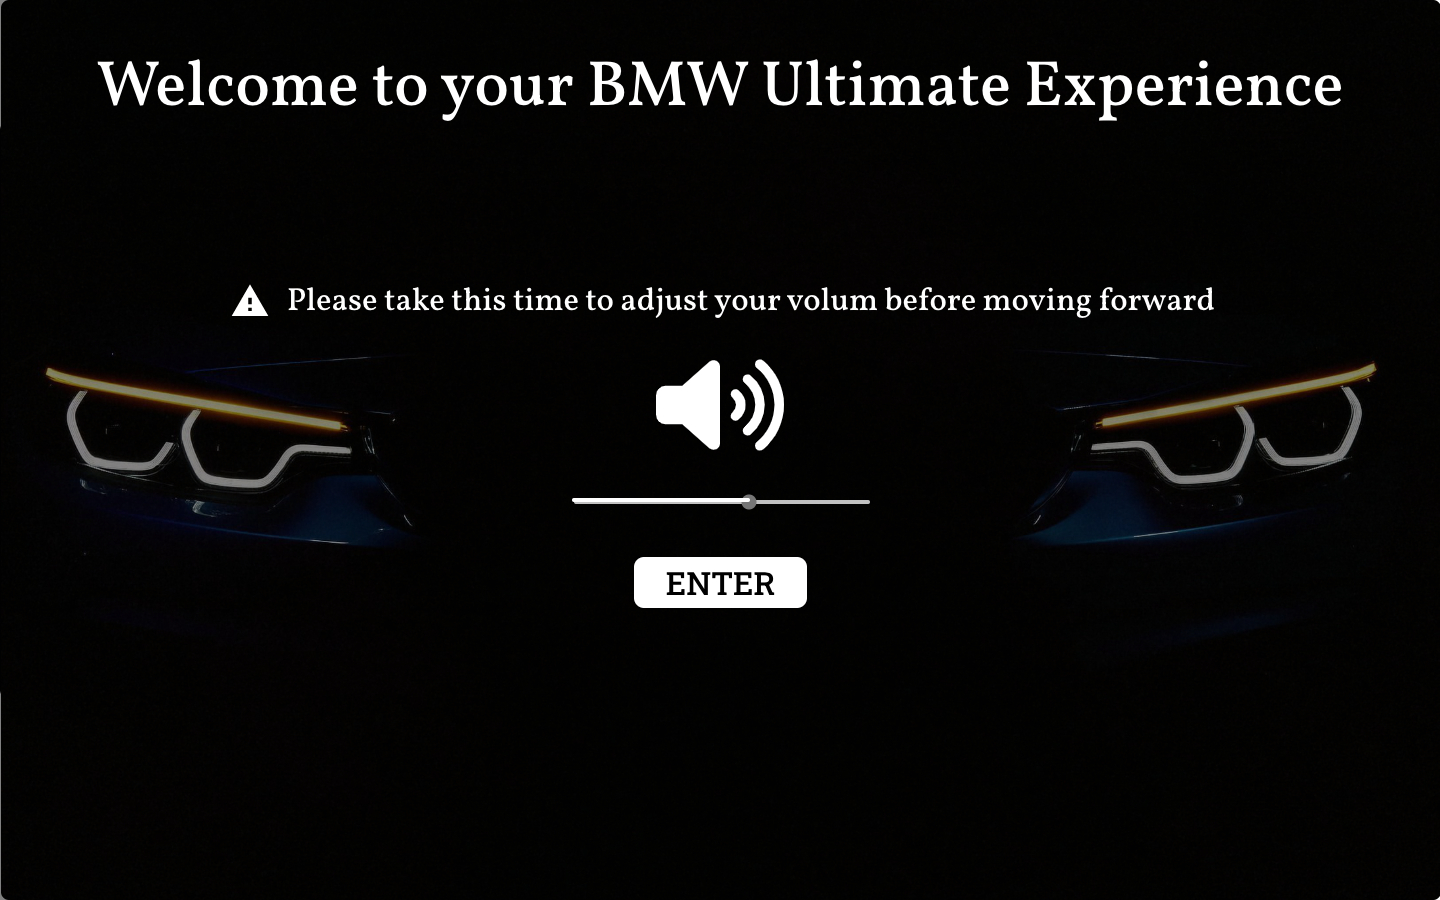 Welcome to your BMW Ultimate Experience
Please take this time to adjust your volum before moving forward
ENTER